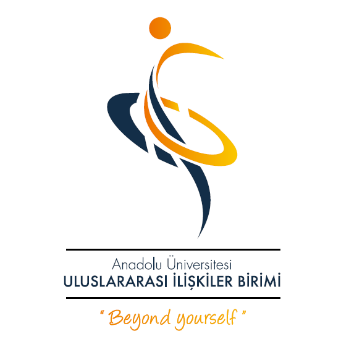 Anadolu Üniversitesi
ULUSLARARASI İLİŞKİLER BİRİMİ
"Beyond yourself"